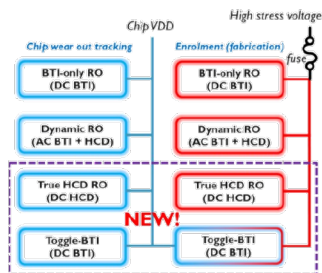 High stress voltage
Chip VDD
fuse
Chip wear out tracking
Enrolment (fabrication)
BTI-only RO
(DC BTI)
BTI-only RO
(DC BTI)
Dynamic RO
(AC BTI + HCD)
Dynamic RO
(AC BTI + HCD)
True HCD RO
(DC HCD)
True HCD RO
(DC HCD)
NEW!
Toggle-BTI
(DC BTI)
Toggle-BTI
(DC BTI)